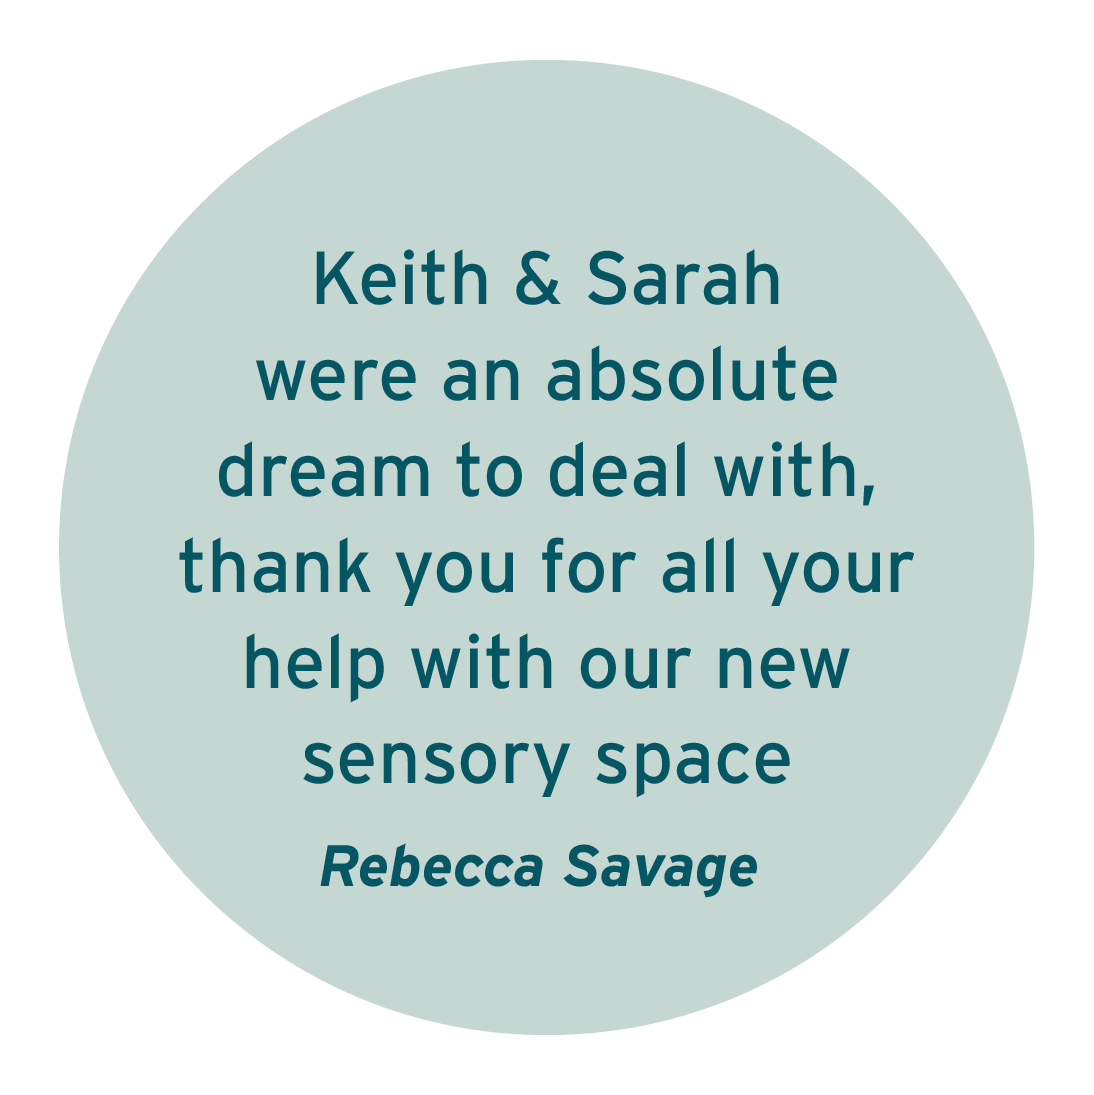 Keith & Sarah
were an absolute
dream to deal with,
thank you for all your
help with our new
sensory space
Rebecca Savage